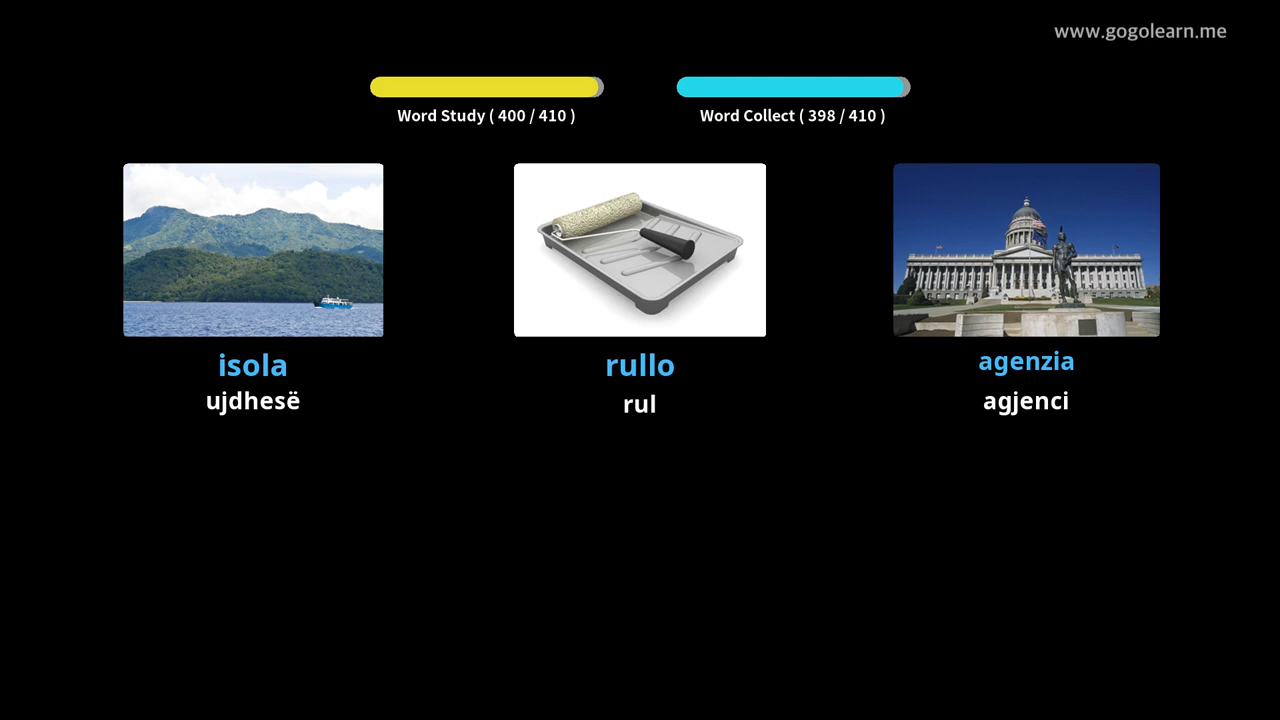 www.gogolearn.me
Word Study ( 400 / 410 )
Word Collect ( 398 / 410 )
isola
ujdhesë
rullo
rul
agenzia
agjenci